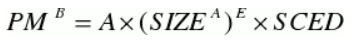 PM ᴮ = A × (SIZE ᴬ)ᴱ × SCED